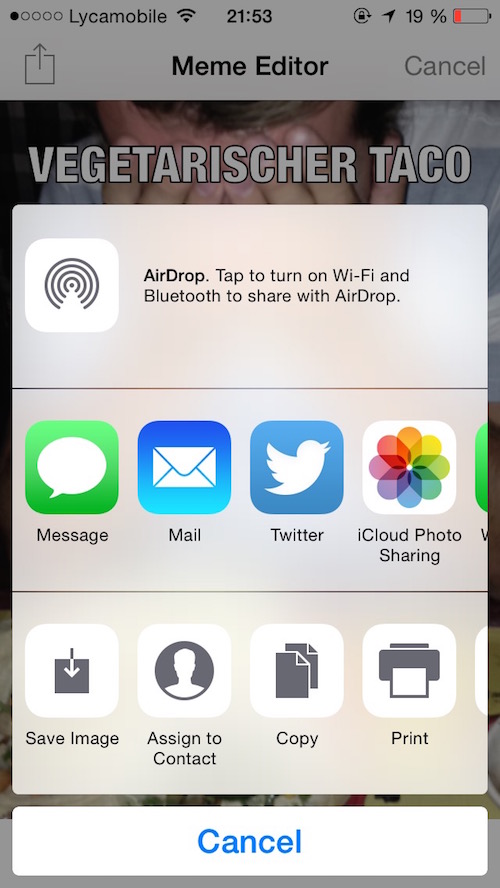 Lycamobile 21:53 19 %
Meme Editor Cancel
VEGETARISCHER TACO
AirDrop. Tap to turn on Wi-Fi and
Bluetooth to share with AirDrop.
Message Mail Twitter iCloud Photo
Sharing
Save Image Assign to Copy Print
Contact
Cancel